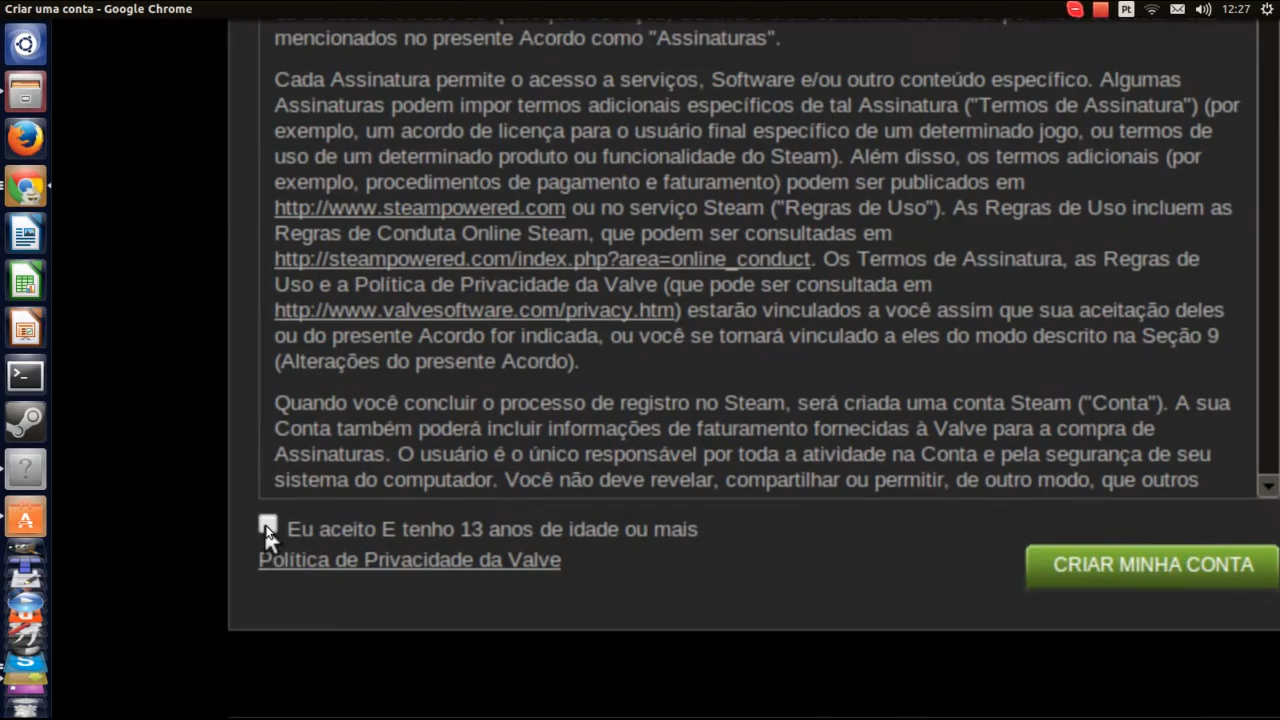 Criar uma conta - Google Chrome
Pt
12:27
mencionados no presente Acordo como "Assinaturas".
Cada Assinatura permite o acesso a serviços, Software e/ou outro conteúdo específico. Algumas
Assinaturas podem impor termos adicionais específicos de tal Assinatura ("Termos de Assinatura") (por
exemplo, um acordo de licença para o usuário final específico de um determinado jogo, ou termos de
uso de um determinado produto ou funcionalidade do Steam). Além disso, os termos adicionais (por
exemplo, procedimentos de pagamento e faturamento) podem ser publicados em
http://www.steampowered.com ou no serviço Steam ("Regras de Uso"). As Regras de Uso incluem as
Regras de Conduta Online Steam, que podem ser consultadas em
http://steampowered.com/index.php?area=online_conduct. Os Termos de Assinatura, as Regras de
Uso e a Política de Privacidade da Valve (que pode ser consultada em
http://www.valvesoftware.com/privacy.htm) estarão vinculados a você assim que sua aceitação deles
ou do presente Acordo for indicada, ou você se tornará vinculado a eles do modo descrito na Seção 9
(Alterações do presente Acordo).
Quando você concluir o processo de registro no Steam, será criada uma conta Steam ("Conta"). A sua
Conta também poderá incluir informações de faturamento fornecidas à Valve para a compra de
Assinaturas. O usuário é o único responsável por toda a atividade na Conta e pela segurança de seu
sistema do computador. Você não deve revelar, compartilhar ou permitir, de outro modo, que outros
Eu aceito E tenho 13 anos de idade ou mais
Política de Privacidade da Valve
CRIAR MINHA CONTA